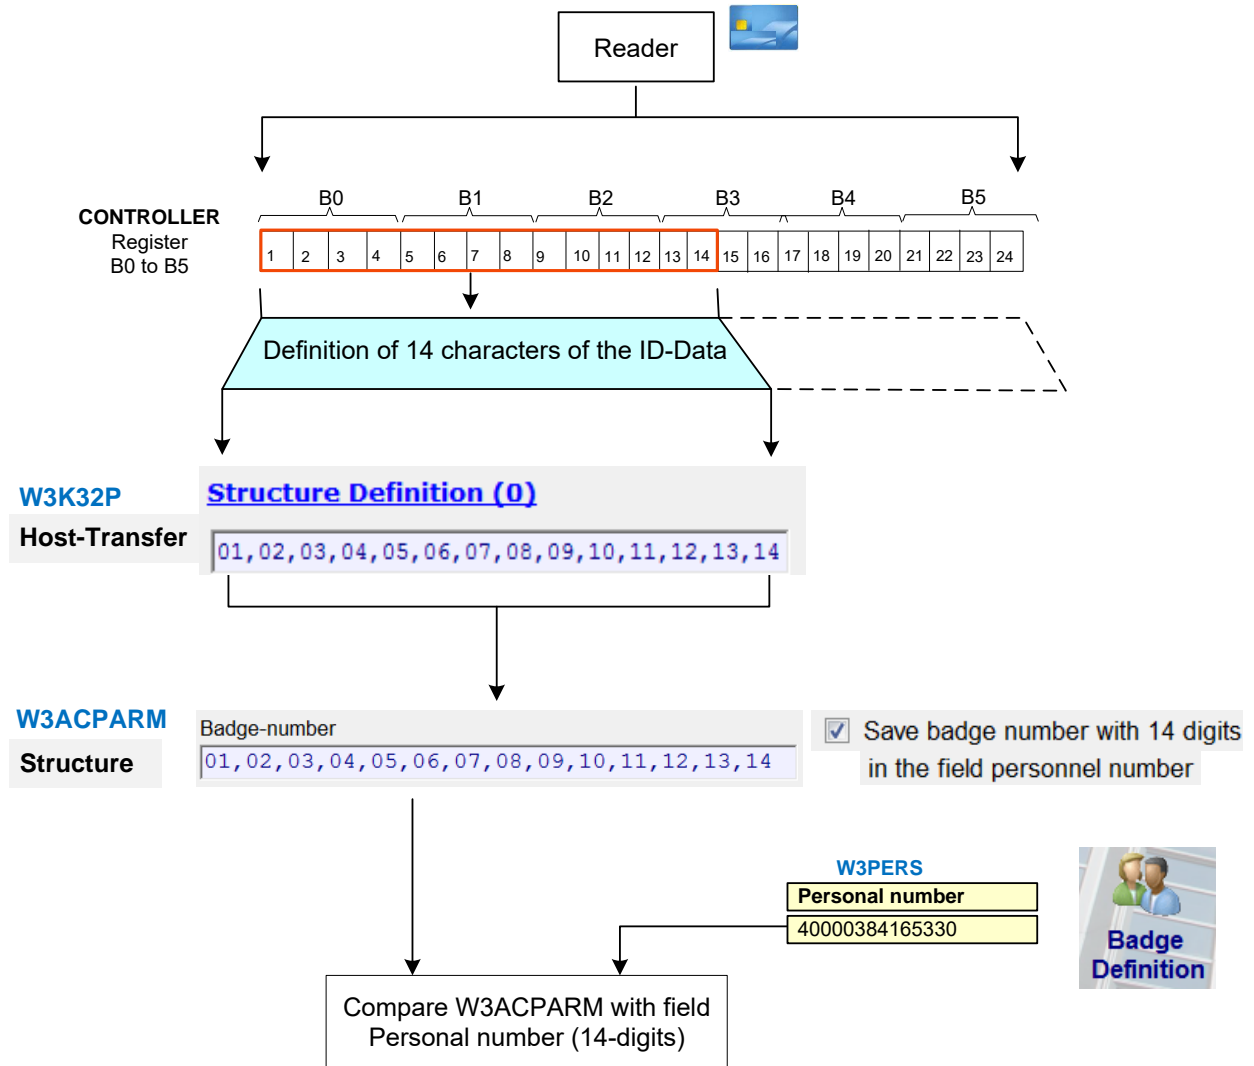 Reader
B0 B1 B2 B3 B4 B5
CONTROLLER
Register
B0 to B5
1 2 3 4 5 6 7 8 9 10 11 12 13 14 15 16 17 18 19 20 21 22 23 24
Definition of 14 characters of the ID-Data
W3K32P
Host-Transfer
Structure Definition (0)
01,02,03,04,05,06,07,08,09,10,11,12,13,14
W3ACPARM
Structure
Badge-number
01,02,03,04,05,06,07,08,09,10,11,12,13,14
Save badge number with 14 digits
in the field personnel number
W3PERS
Personal number
40000384165330
Badge
Definition
Compare W3ACPARM with field
Personal number (14-digits)